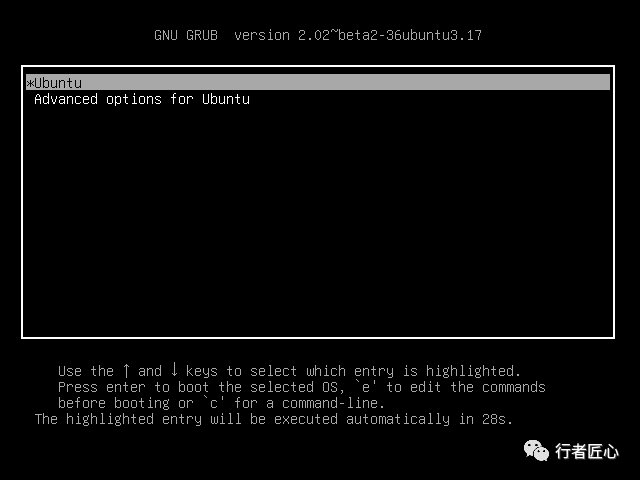 GNU GRUB  version 2.02~beta2-36ubuntu3.17
*Ubuntu
Advanced options for Ubuntu
Use the ↑ and ↓ keys to select which entry is highlighted.
Press enter to boot the selected OS, `e' to edit the commands
before booting or `c' for a command-line.
The highlighted entry will be executed automatically in 28s.
行者匠心